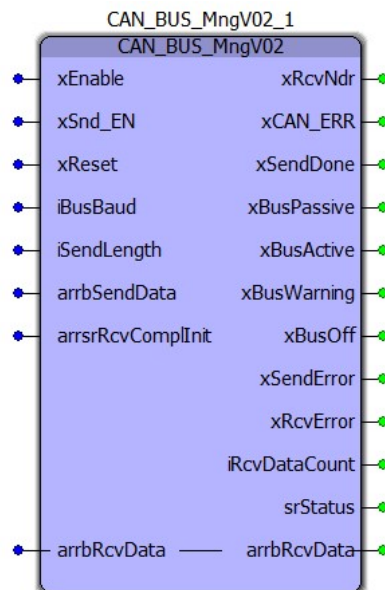 CAN_BUS_MngV02_1
CAN_BUS_MngV02
xEnable xRcvNdr
xSnd_EN xCAN_ERR
xReset xSendDone
iBusBaud xBusPassive
iSendLength xBusActive
arrbSendData xBusWarning
arrsrRcvComplInit xBusOff
xSendError
xRcvError
iRcvDataCount
srStatus
arrbRcvData arrbRcvData